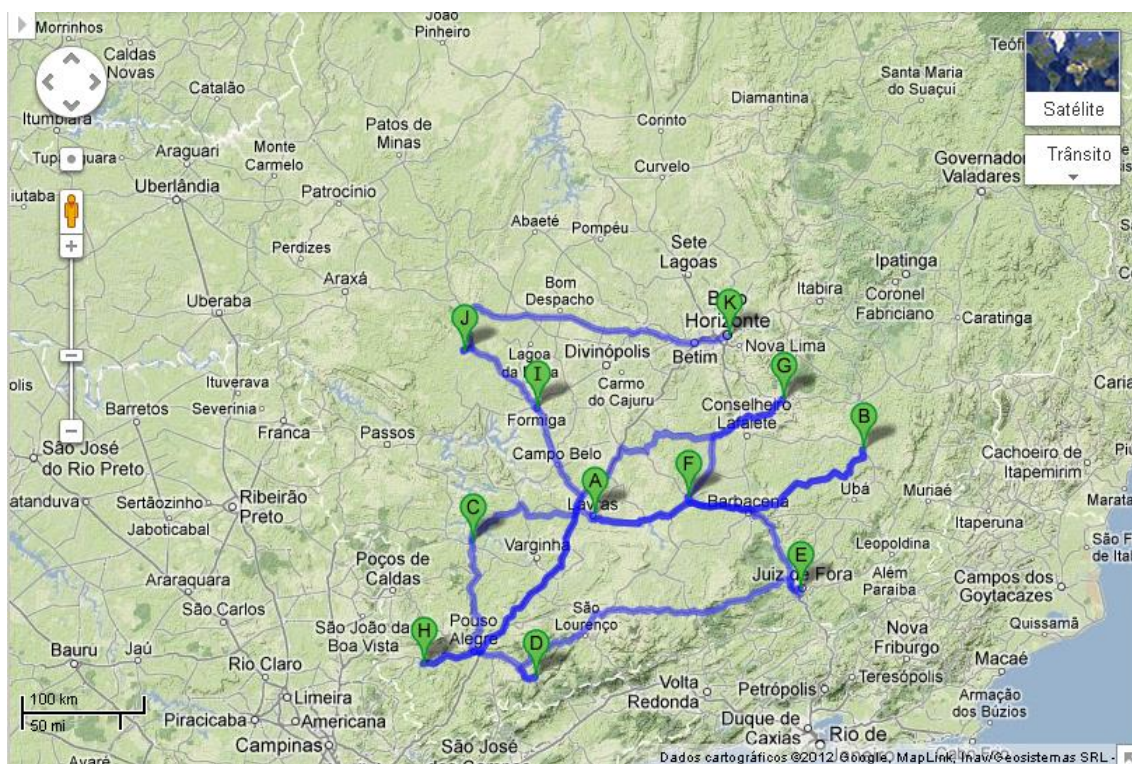 João
Pinheiro
Morrinhos
Caldas
Novas
Catalão
Itumbiara
Araguari
Monte
Carmelo
Uberlândia
Patrocínio
Patos de
Minas
Perdizes
Araxá
Uberaba
Teóf
Santa Maria
do Suaçuí
Diamantina
Corinto
Curvelo
Governador
Valadares
Satélite
Trânsito
Abaeté
Pompéu
Sete
Lagoas
Bom
Despacho
Ipatinga
Itabira
Coronel
Fabriciano
Caratinga
J
K
Horizonte
Betim
Nova Lima
Lagoa
Divinópolis
I
Carmo
do Cajuru
Formiga
G
Conselheiro
Lafaiete
B
Ituverava
Barretos
Severínia
Franca
Passos
São José
do Rio Preto
Campo Belo
Cachoeiro de
Itapemirim
A
Lavras
F
Barbacena
Ubá
Muriaé
Sertãozinho
Ribeirão
Preto
Jaboticabal
C
Varginha
Itaperuna
Poços de
Caldas
E
Juiz de Fora
Leopoldina
Além
Paraíba
Campos dos
Goytacazes
Araraquara
São Carlos
São João da
Boa Vista
H
Pouso
Alegre
São
Lourenço
D
Nova
Friburgo
Quissamã
Bauru
Jaú
Rio Claro
Limeira
Piracicaba
Americana
Campinas
Volta
Redonda
Petrópolis
Teresópolis
Macaé
Armação
dos Búzios
Duque de
Caxias
Rio de
São José
100 km
50 mi
Dados cartográficos ©2012 Google, MapLink, Inav/Geosistemas SRL -